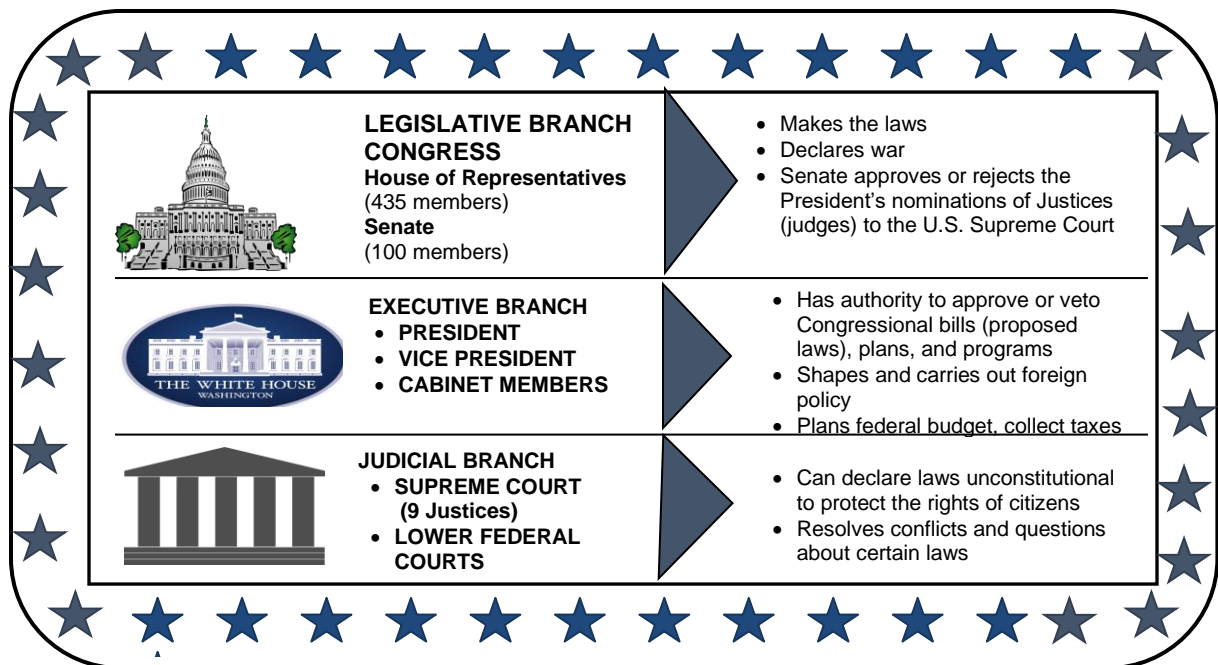 LEGISLATIVE BRANCH
CONGRESS
House of Representatives
(435 members)
Senate
(100 members)
• Makes the laws
• Declares war
• Senate approves or rejects the
President’s nominations of Justices
(judges) to the U.S. Supreme Court
THE WHITE HOUSE
WASHINGTON
EXECUTIVE BRANCH
• PRESIDENT
• VICE PRESIDENT
• CABINET MEMBERS
• Has authority to approve or veto
Congressional bills (proposed
laws), plans, and programs
• Shapes and carries out foreign
policy
• Plans federal budget, collect taxes
JUDICIAL BRANCH
• SUPREME COURT
(9 Justices)
• LOWER FEDERAL
COURTS
• Can declare laws unconstitutional
to protect the rights of citizens
• Resolves conflicts and questions
about certain laws